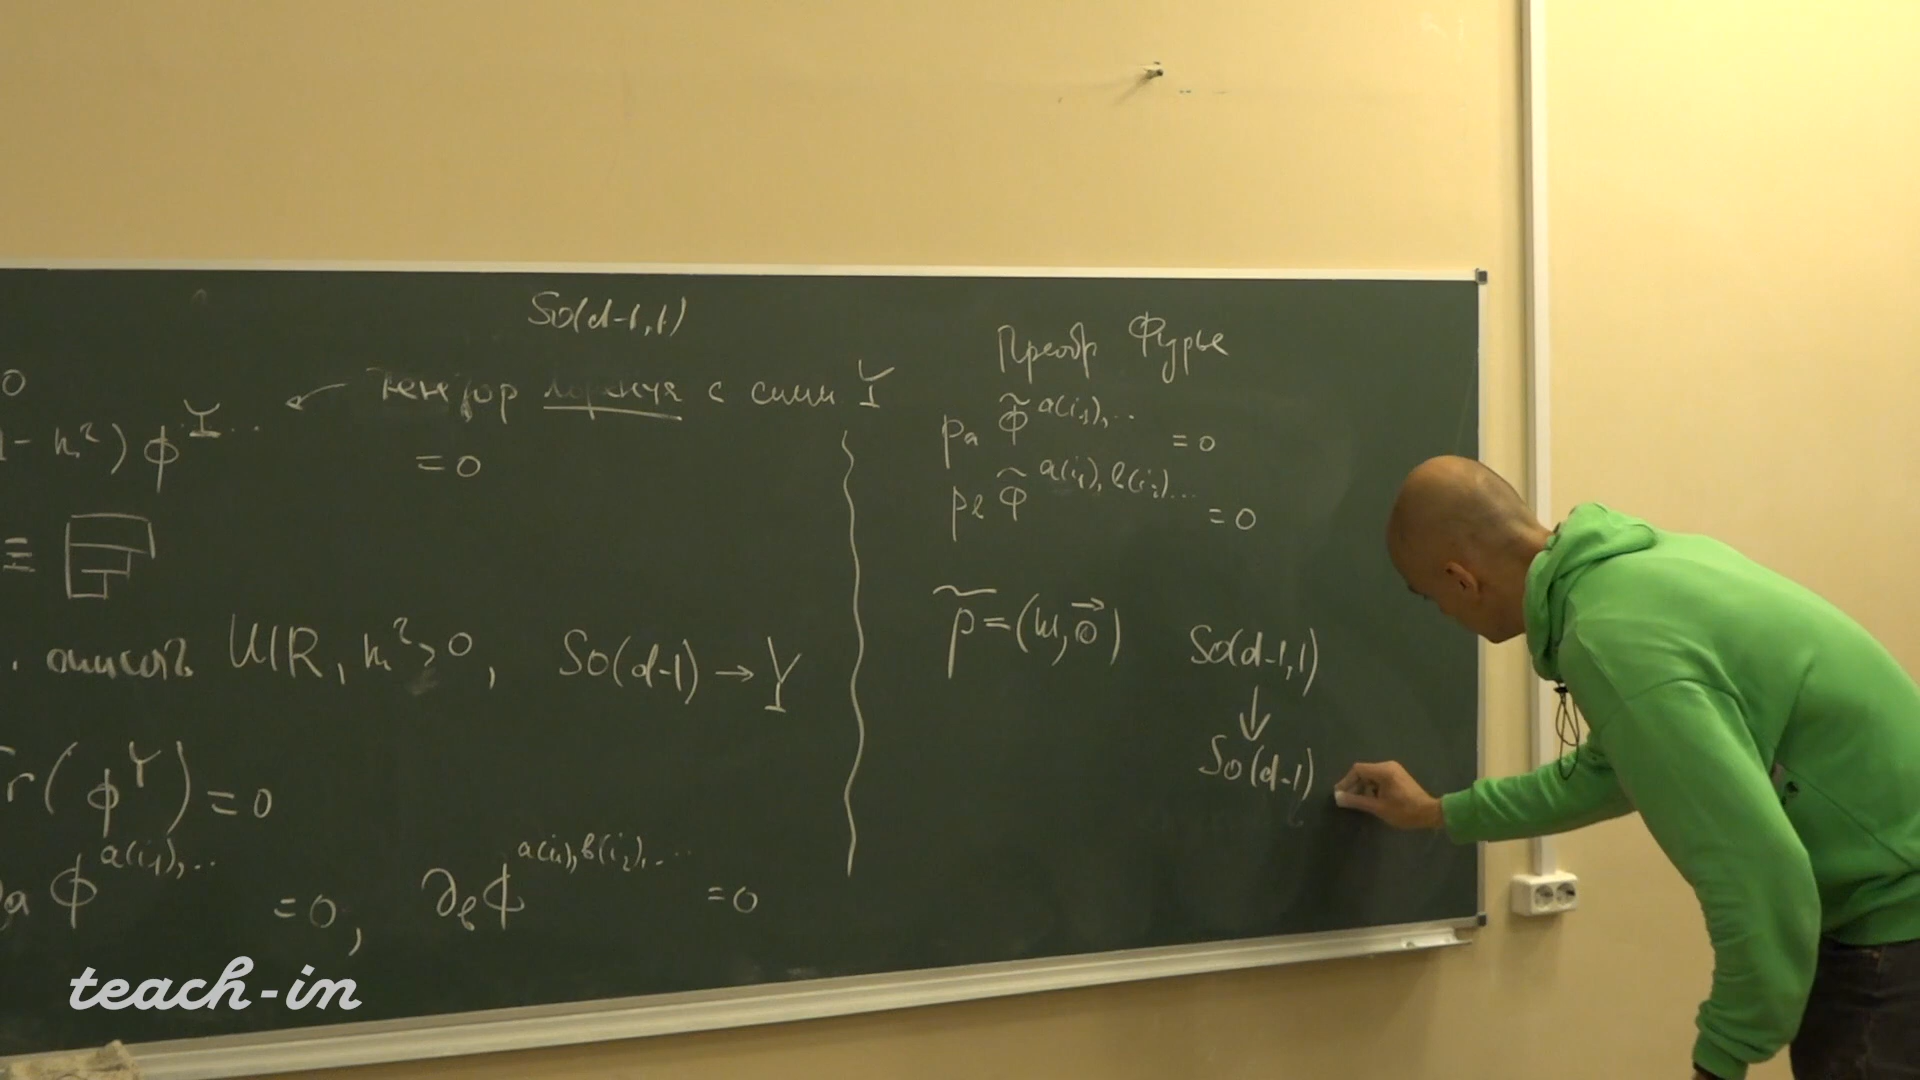 So(d-1,1)
0
- m²) φ^Y ..
← тензор лоренца с симм Y
= 0
≡
. описать UIR, m²>0, So(d-1) → Y
Tr(φ^Y) = 0
∂a φ^a(i₁),.. = 0, ∂b φ^a(i₁),b(i₂),... = 0
Преобр Фурье
pa φ̃^a(i₁),.. = 0
pb φ̃^a(i₁),b(i₂)... = 0
p = (m, 0⃗)
So(d-1,1)
↓
So(d-1)
teach-in